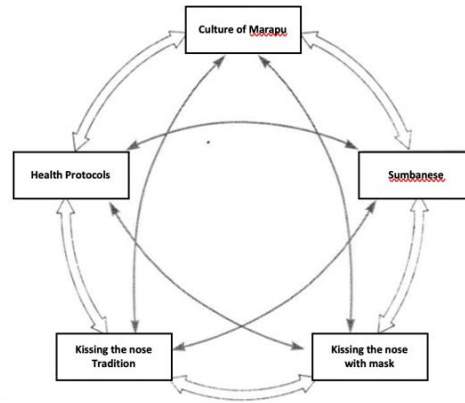 Culture of Marapu
Health Protocols
Sumbanese
Kissing the nose
Tradition
Kissing the nose
with mask